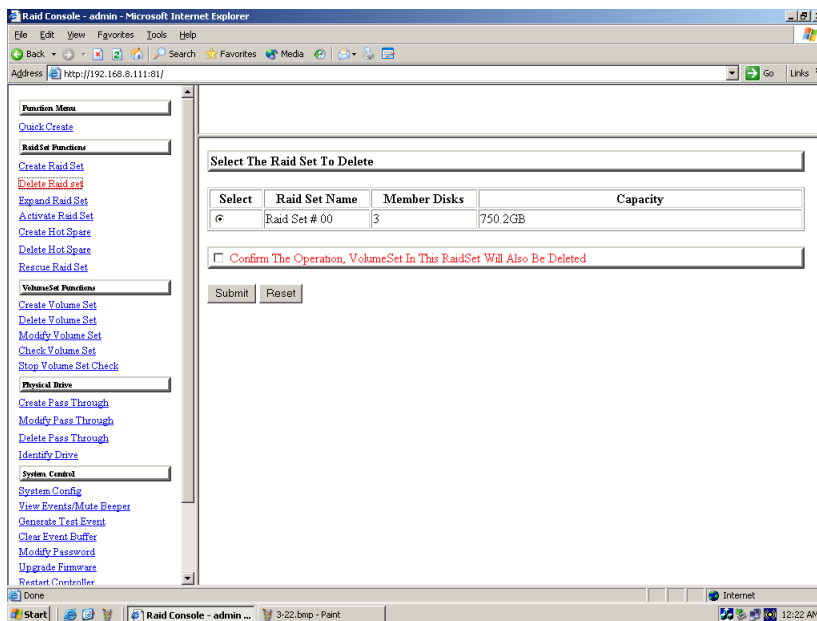 Raid Console - admin - Microsoft Internet Explorer
File Edit View Favorites Tools Help
Back Search Favorites Media
Address http://192.168.8.111:81/ Go Links
Function Menu
Quick Create
RaidSet Functions
Create Raid Set
Delete Raid set
Expand Raid Set
Activate Raid Set
Create Hot Spare
Delete Hot Spare
Rescue Raid Set
VolumeSet Functions
Create Volume Set
Delete Volume Set
Modify Volume Set
Check Volume Set
Stop Volume Set Check
Physical Drive
Create Pass Through
Modify Pass Through
Delete Pass Through
Identify Drive
System Control
System Config
View Events/Mute Beeper
Generate Test Event
Clear Event Buffer
Modify Password
Upgrade Firmware
Restart Controller
Select The Raid Set To Delete
Select Raid Set Name Member Disks Capacity
Raid Set # 00 3 750.2GB
Confirm The Operation, VolumeSet In This RaidSet Will Also Be Deleted
Submit Reset
Done Internet
Start Raid Console - admin ... 3-22.bmp - Paint 12:22 AM